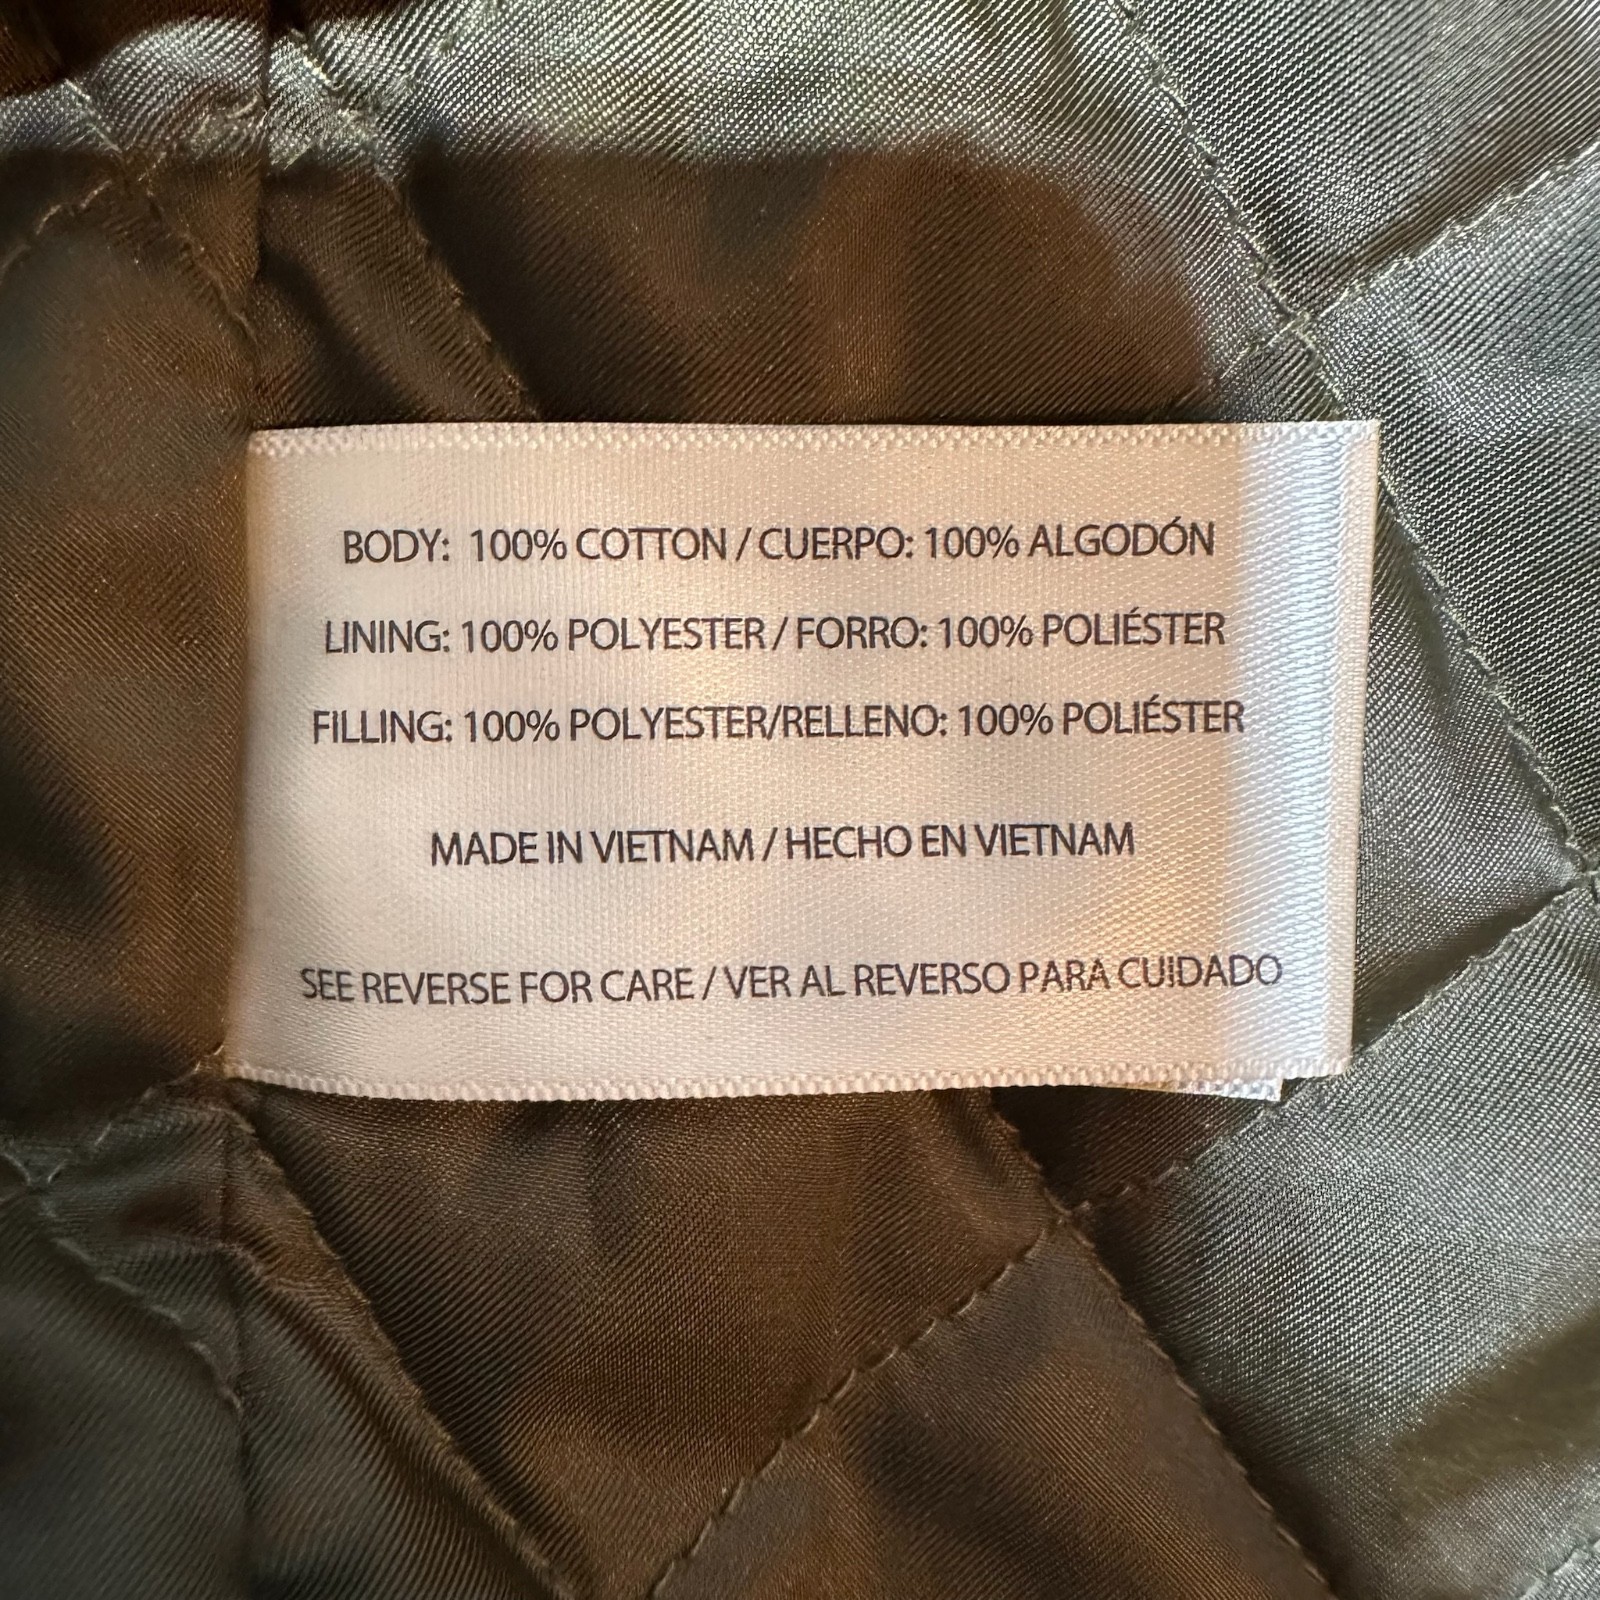 BODY: 100% COTTON / CUERPO: 100% ALGODÓN
LINING: 100% POLYESTER / FORRO: 100% POLIÉSTER
FILLING: 100% POLYESTER/RELLENO: 100% POLIÉSTER
MADE IN VIETNAM / HECHO EN VIETNAM
SEE REVERSE FOR CARE / VER AL REVERSO PARA CUIDADO